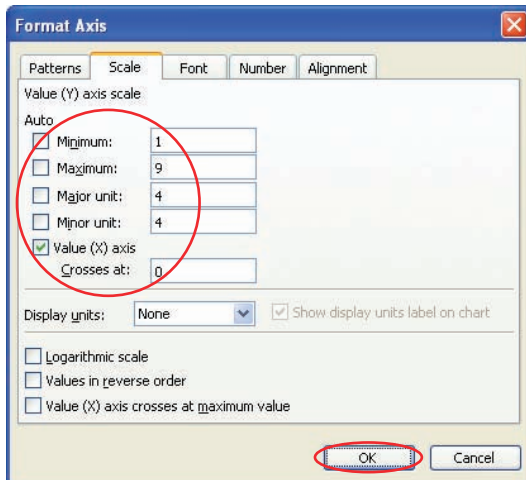 Format Axis
Patterns Scale Font Number Alignment
Value (Y) axis scale
Auto
Minimum: 1
Maximum: 9
Major unit: 4
Minor unit: 4
Value (X) axis
Crosses at: 0
Display units: None Show display units label on chart
Logarithmic scale
Values in reverse order
Value (X) axis crosses at maximum value
OK Cancel